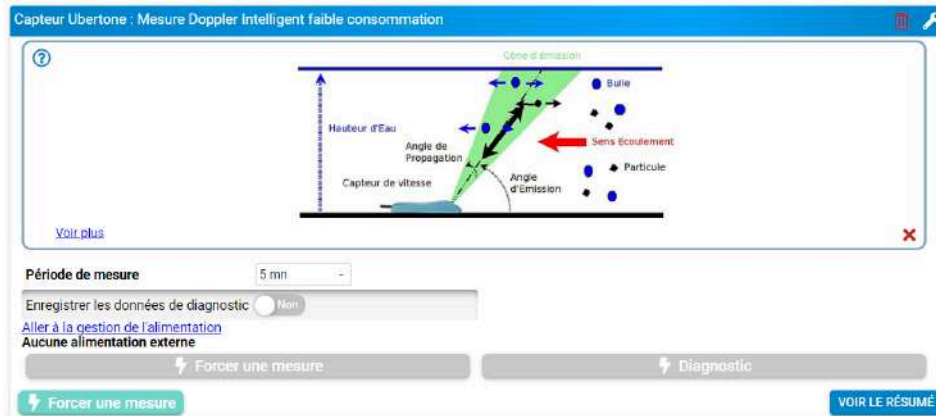 Capteur Ubertone : Mesure Doppler Intelligent faible consommation
Cône d'émission
Bulle
Hauteur d'Eau
Sens Ecoulement
Angle de
Propagation
Particule
Capteur de vitesse
Angle
d'Emission
Voir plus
Période de mesure 5 mn
Enregistrer les données de diagnostic Non
Aller à la gestion de l'alimentation
Aucune alimentation externe
Forcer une mesure Diagnostic
Forcer une mesure VOIR LE RÉSUMÉ